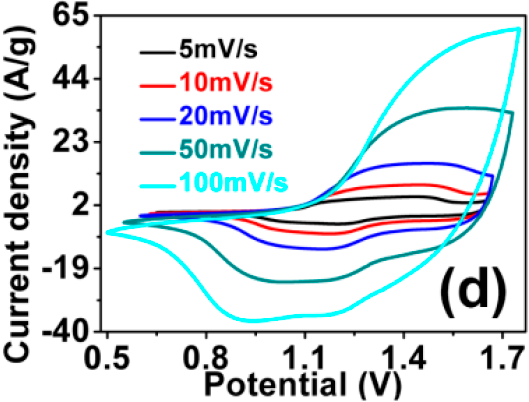 Current density (A/g)
65
44
23
2
-19
-40
5mV/s
10mV/s
20mV/s
50mV/s
100mV/s
(d)
0.5
0.8
1.1
1.4
1.7
Potential (V)